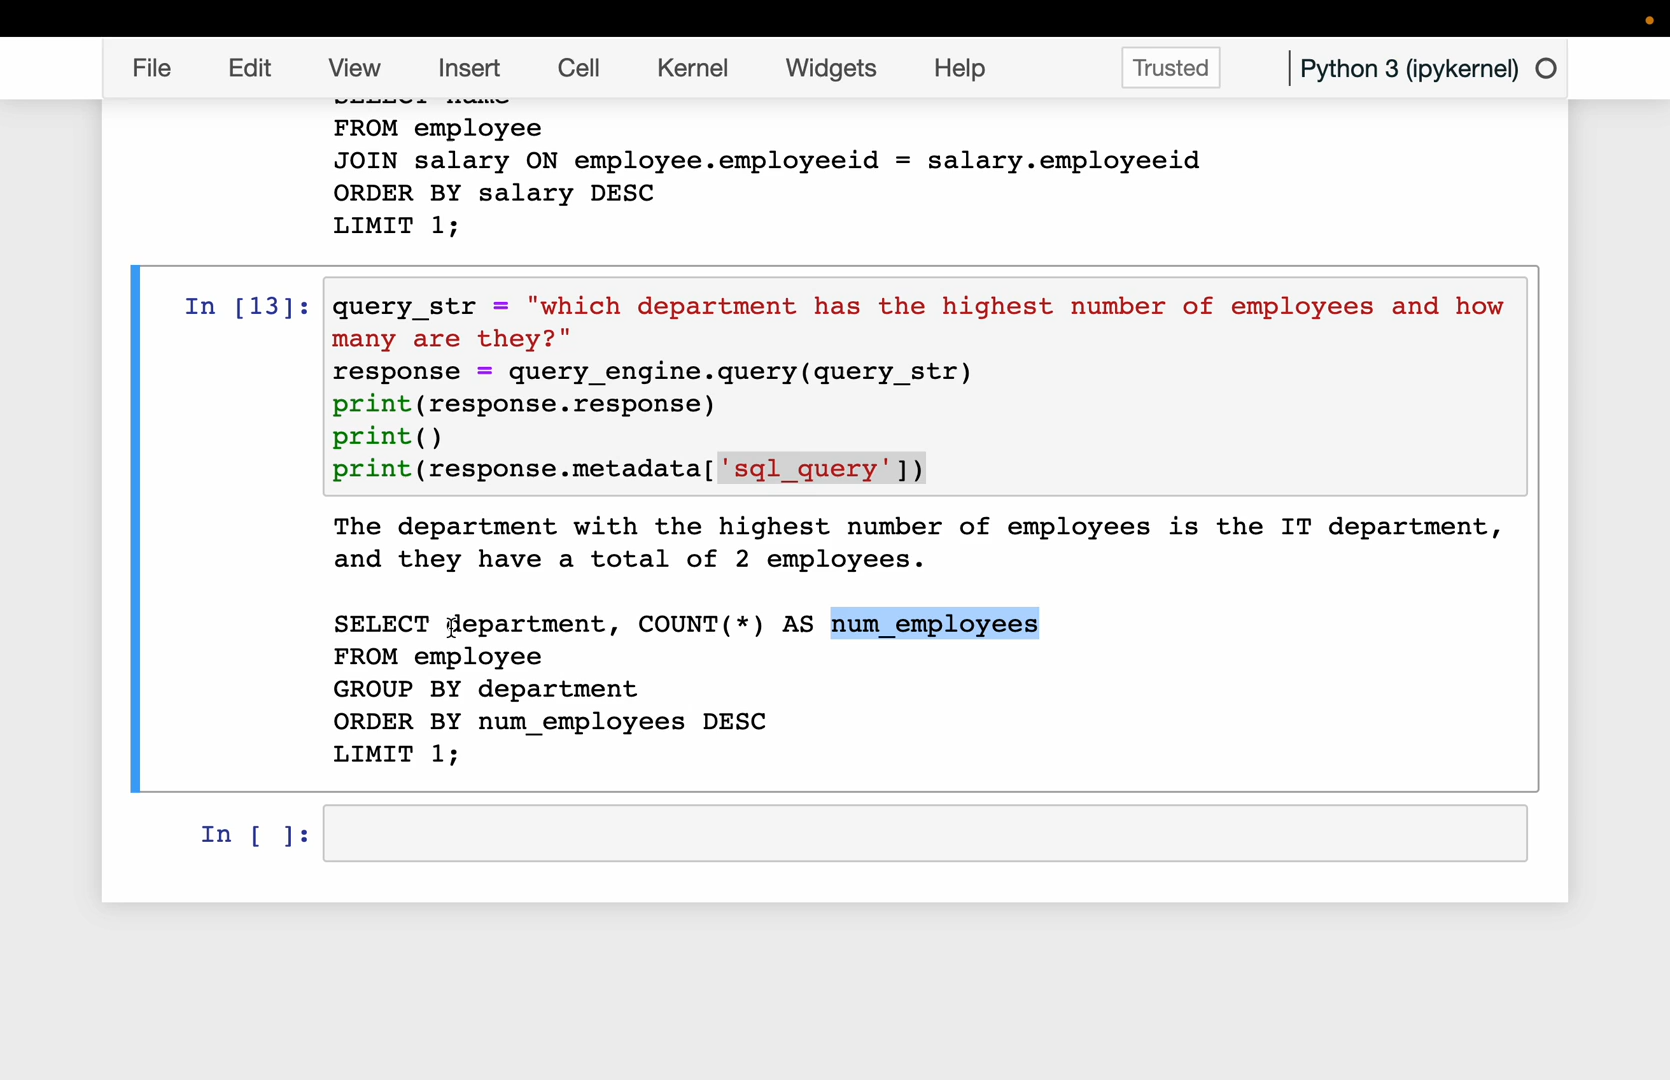 File Edit View Insert Cell Kernel Widgets Help Trusted Python 3 (ipykernel)
SELECT name
FROM employee
JOIN salary ON employee.employeeid = salary.employeeid
ORDER BY salary DESC
LIMIT 1;
In [13]: query_str = "which department has the highest number of employees and how
many are they?"
response = query_engine.query(query_str)
print(response.response)
print()
print(response.metadata['sql_query'])
The department with the highest number of employees is the IT department,
and they have a total of 2 employees.
SELECT department, COUNT(*) AS num_employees
FROM employee
GROUP BY department
ORDER BY num_employees DESC
LIMIT 1;
In [ ]: